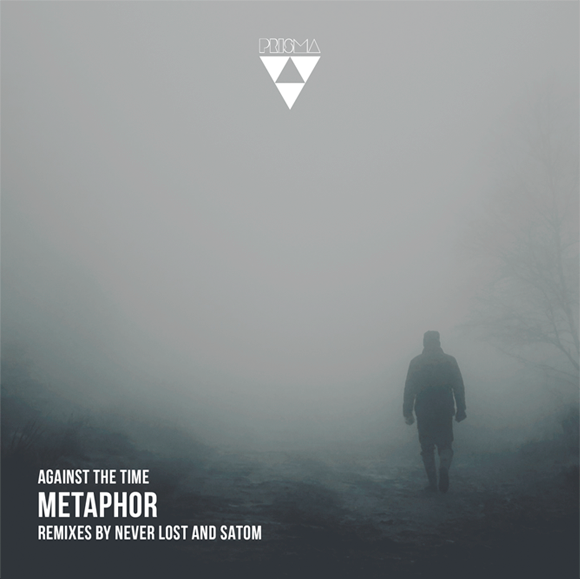 PRISMA
AGAINST THE TIME
METAPHOR
REMIXES BY NEVER LOST AND SATOM